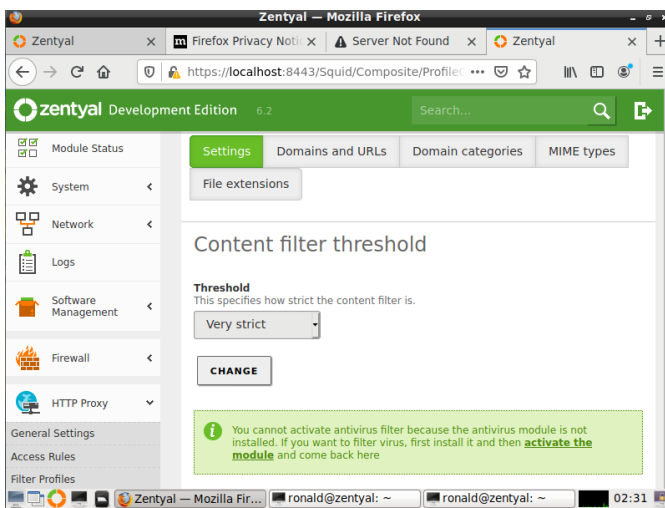 Zentyal — Mozilla Firefox
Zentyal
Firefox Privacy Noti
Server Not Found
Zentyal
https://localhost:8443/Squid/Composite/Profile
zentyal Development Edition 6.2
Search...
Module Status
System
Network
Logs
Software
Management
Firewall
HTTP Proxy
General Settings
Access Rules
Filter Profiles
Settings
Domains and URLs
Domain categories
MIME types
File extensions
Content filter threshold
Threshold
This specifies how strict the content filter is.
Very strict
CHANGE
You cannot activate antivirus filter because the antivirus module is not
installed. If you want to filter virus, first install it and then activate the
module and come back here
Zentyal — Mozilla Fir...
ronald@zentyal: ~
ronald@zentyal: ~
02:31